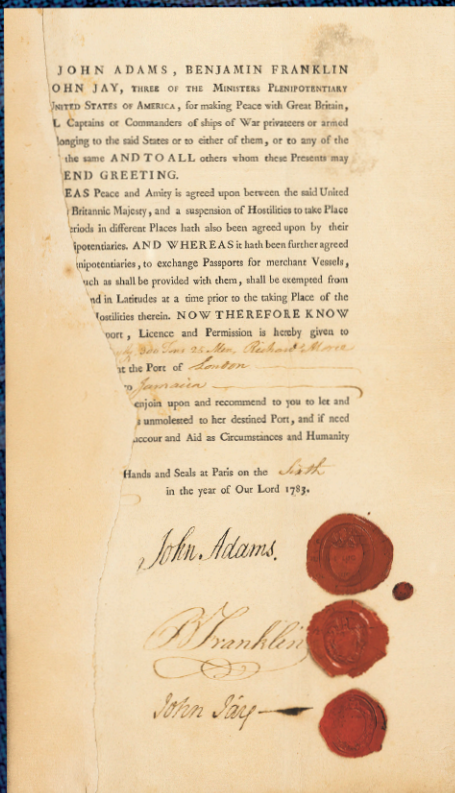 JOHN ADAMS, BENJAMIN FRANKLIN
OHN JAY, THREE OF THE MINISTERS PLENIPOTENTIARY
UNITED STATES OF AMERICA, for making Peace with Great Britain,
L Captains or Commanders of ships of War privateers or armed
longing to the said States or to either of them, or to any of the
the same AND TO ALL others whom these Presents may
END GREETING.
EAS Peace and Amity is agreed upon between the said United
Britannic Majesty, and a suspension of Hostilities to take Place
eriods in different Places hath also been agreed upon by their
ipotentiaries. AND WHEREAS it hath been further agreed
nipotentiaries, to exchange Passports for merchant Vessels,
uch as shall be provided with them, shall be exempted from
nd in Latitudes at a time prior to the taking Place of the
Hostilities therein. NOW THEREFORE KNOW
port, Licence and Permission is hereby given to
300 Tons 25 Men, Richard
at the Port of London
to Jamaica
enjoin upon and recommend to you to let and
unmolested to her destined Port, and if need
uccour and Aid as Circumstances and Humanity
Hands and Seals at Paris on the Sixth
in the year of Our Lord 1783.
John Adams.
B Franklin
John Jay